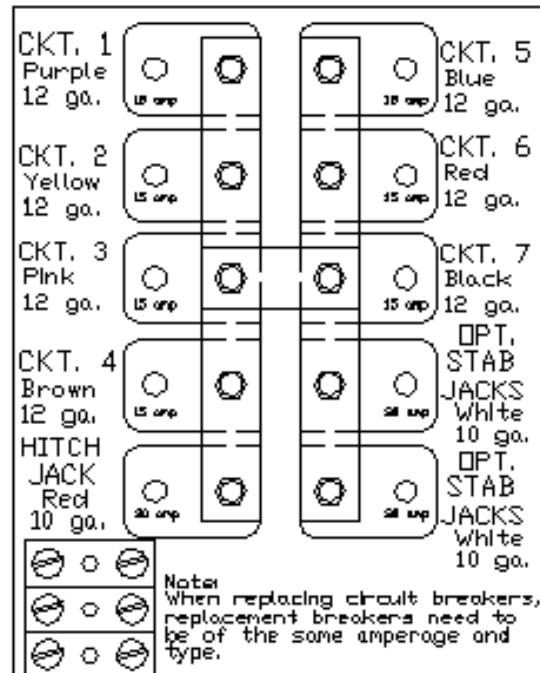 CKT. 1
Purple
12 ga.
amp
CKT. 2
Yellow
12 ga.
15 amp
CKT. 3
Pink
12 ga.
15 amp
CKT. 4
Brown
12 ga.
15 amp
HITCH
JACK
Red
10 ga.
amp
CKT. 5
Blue
12 ga.
amp
CKT. 6
Red
12 ga.
15 amp
CKT. 7
Black
12 ga.
15 amp
OPT.
STAB
JACKS
White
10 ga.
amp
OPT.
STAB
JACKS
White
10 ga.
amp
Note:
When replacing circuit breakers,
replacement breakers need to
be of the same amperage and
type.